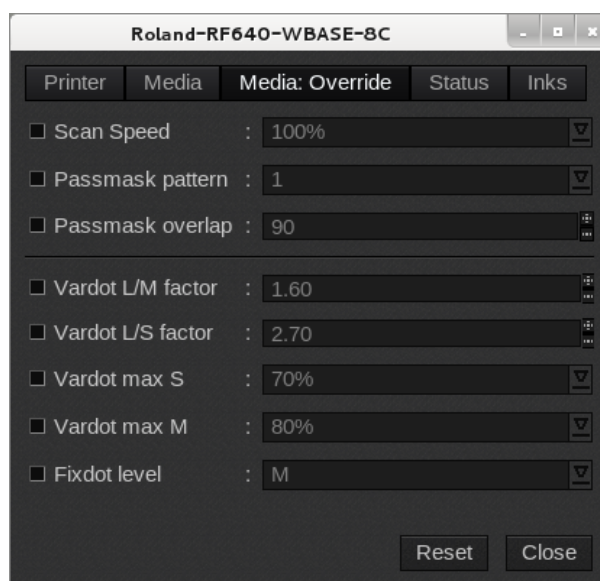 Roland-RF640-WBASE-8C
Printer Media Media: Override Status Inks
Scan Speed : 100%
Passmask pattern : 1
Passmask overlap : 90
Vardot L/M factor : 1.60
Vardot L/S factor : 2.70
Vardot max S : 70%
Vardot max M : 80%
Fixdot level : M
Reset Close